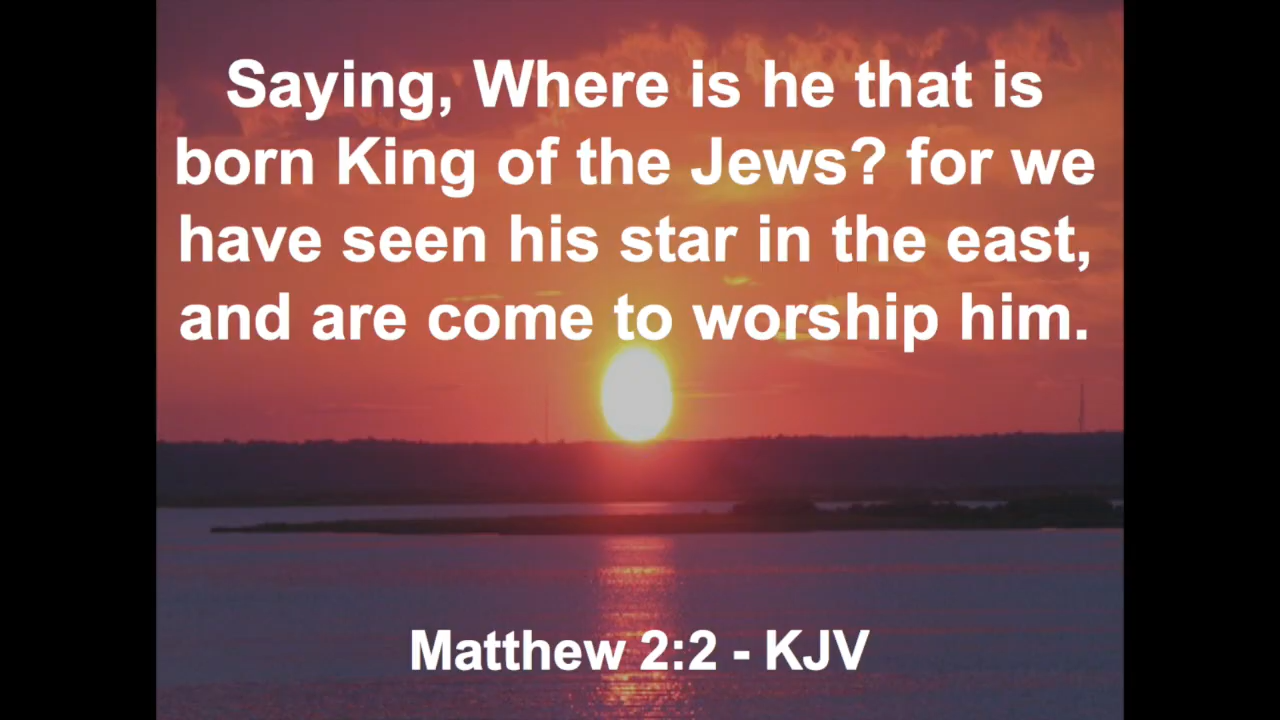 Saying, Where is he that is
born King of the Jews? for we
have seen his star in the east,
and are come to worship him.
Matthew 2:2 - KJV